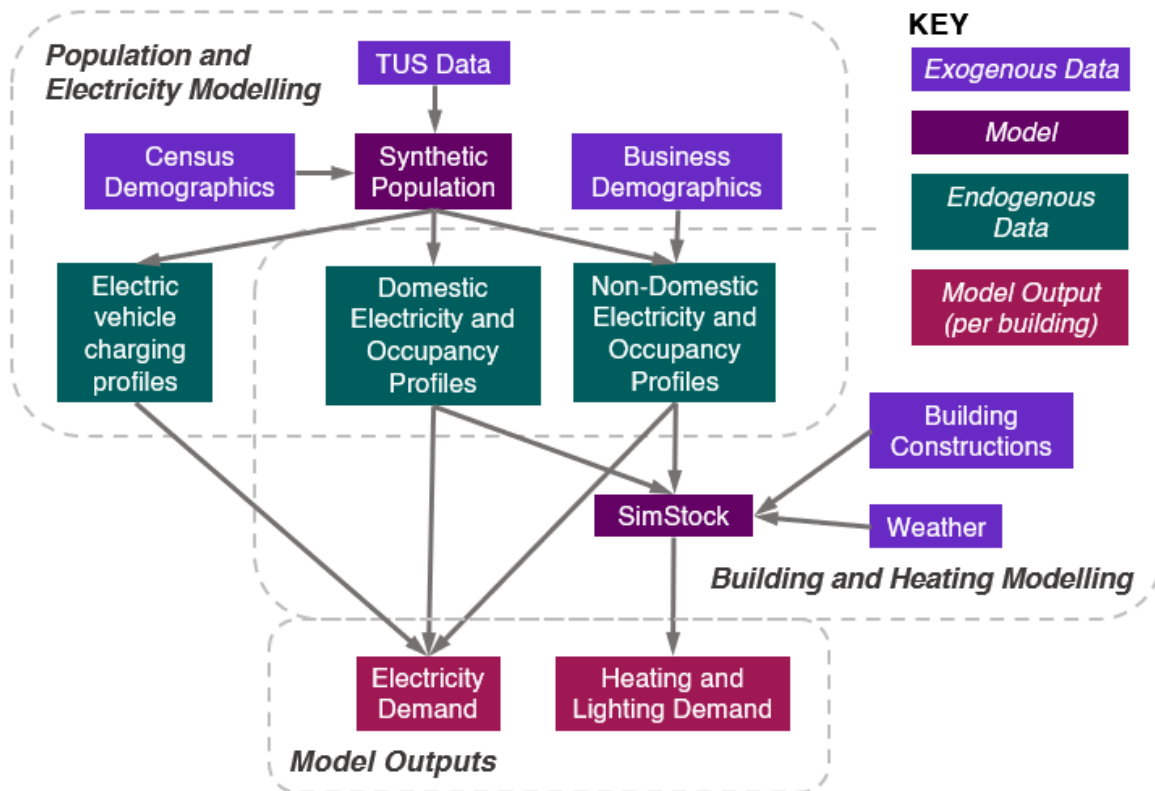 Population and
Electricity Modelling
TUS Data
Census
Demographics
Synthetic
Population
Business
Demographics
Electric
vehicle
charging
profiles
Domestic
Electricity and
Occupancy
Profiles
Non-Domestic
Electricity and
Occupancy
Profiles
KEY
Exogenous Data
Model
Endogenous
Data
Model Output
(per building)
Building
Constructions
SimStock
Weather
Building and Heating Modelling
Electricity
Demand
Heating and
Lighting Demand
Model Outputs